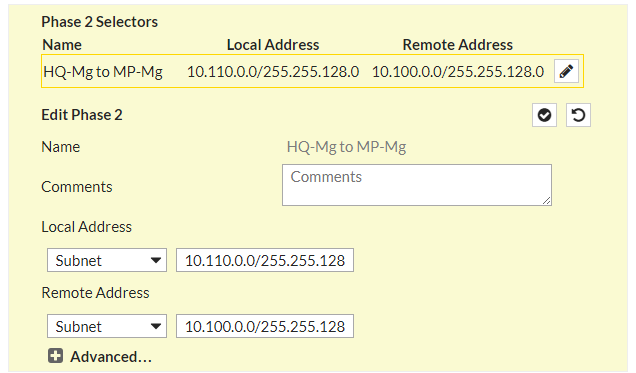 Phase 2 Selectors
Name Local Address Remote Address
HQ-Mg to MP-Mg 10.110.0.0/255.255.128.0 10.100.0.0/255.255.128.0
Edit Phase 2
Name HQ-Mg to MP-Mg
Comments Comments
Local Address
Subnet 10.110.0.0/255.255.128
Remote Address
Subnet 10.100.0.0/255.255.128
Advanced...